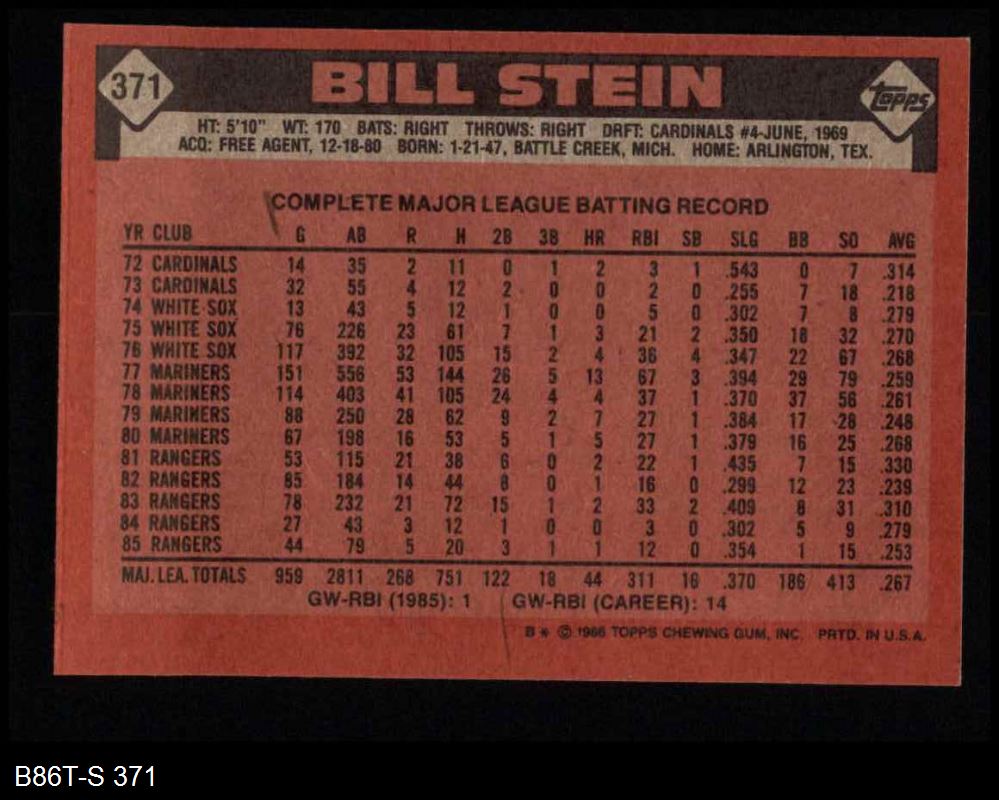 371
BILL STEIN
topps
HT: 5'10" WT: 170 BATS: RIGHT THROWS: RIGHT DRFT: CARDINALS #4-JUNE, 1969
ACQ: FREE AGENT, 12-18-80 BORN: 1-21-47, BATTLE CREEK, MICH. HOME: ARLINGTON, TEX.
COMPLETE MAJOR LEAGUE BATTING RECORD
YR CLUB G AB R H 2B 3B HR RBI SB SLG BB SO AVG
72 CARDINALS 14 35 2 11 0 1 2 3 1 .543 0 7 .314
73 CARDINALS 32 55 4 12 2 0 0 2 0 .255 7 18 .218
74 WHITE SOX 13 43 5 12 1 0 0 5 0 .302 7 8 .279
75 WHITE SOX 76 226 23 61 7 1 3 21 2 .350 18 32 .270
76 WHITE SOX 117 392 32 105 15 2 4 36 4 .347 22 67 .268
77 MARINERS 151 556 53 144 26 5 13 67 3 .394 29 79 .259
78 MARINERS 114 403 41 105 24 4 4 37 1 .370 37 56 .261
79 MARINERS 88 250 28 62 9 2 7 27 1 .384 17 28 .248
80 MARINERS 67 198 16 53 5 1 5 27 1 .379 16 25 .268
81 RANGERS 53 115 21 38 6 0 2 22 1 .435 7 15 .330
82 RANGERS 85 184 14 44 8 0 1 16 0 .299 12 23 .239
83 RANGERS 78 232 21 72 15 1 2 33 2 .409 8 31 .310
84 RANGERS 27 43 3 12 1 0 0 3 0 .302 5 9 .279
85 RANGERS 44 79 5 20 3 1 1 12 0 .354 1 15 .253
MAJ. LEA. TOTALS 959 2811 268 751 122 18 44 311 16 .370 186 413 .267
GW-RBI (1985): 1 GW-RBI (CAREER): 14
B * © 1986 TOPPS CHEWING GUM, INC. PRTD. IN U.S.A.
B86T-S 371